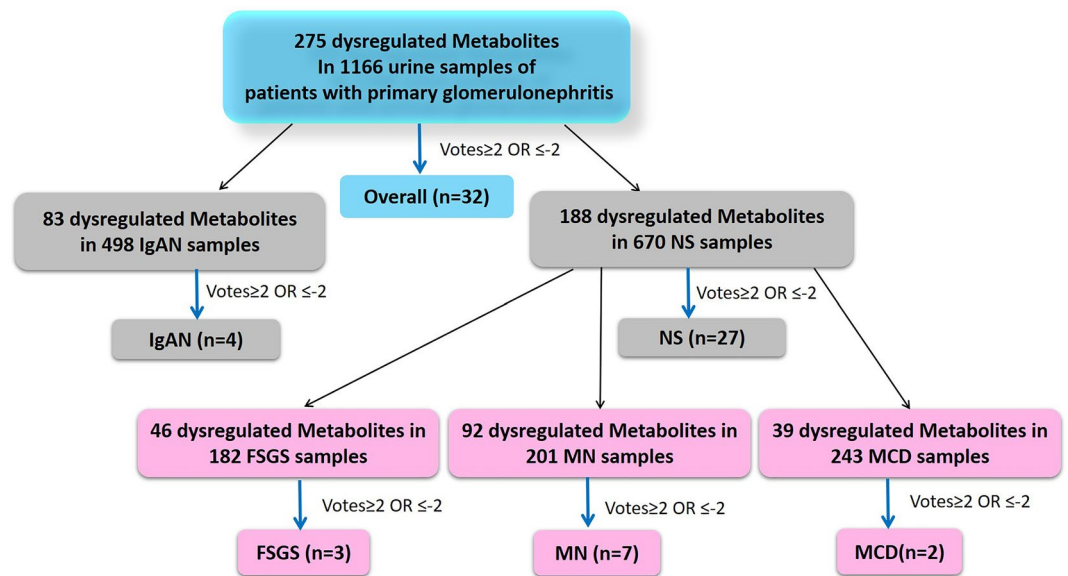 275 dysregulated Metabolites
In 1166 urine samples of
patients with primary glomerulonephritis
Votes≥2 OR ≤-2
Overall (n=32)
83 dysregulated Metabolites
in 498 IgAN samples
188 dysregulated Metabolites
in 670 NS samples
Votes≥2 OR ≤-2
Votes≥2 OR ≤-2
IgAN (n=4)
NS (n=27)
46 dysregulated Metabolites in
182 FSGS samples
92 dysregulated Metabolites in
201 MN samples
39 dysregulated Metabolites in
243 MCD samples
Votes≥2 OR ≤-2
Votes≥2 OR ≤-2
Votes≥2 OR ≤-2
FSGS (n=3)
MN (n=7)
MCD(n=2)